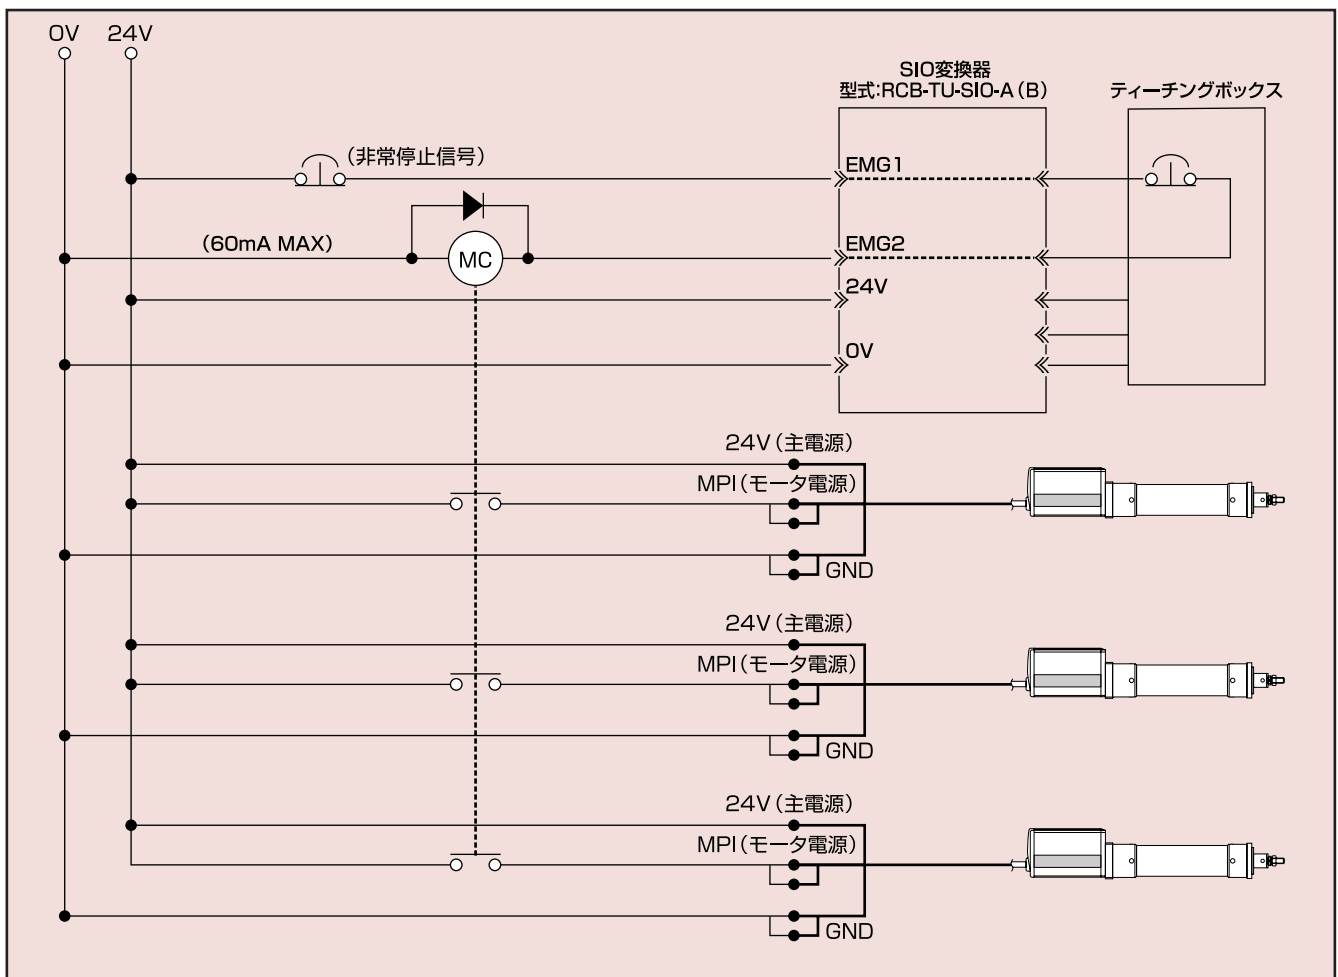 0V 24V
SIO変換器
型式:RCB-TU-SIO-A(B)
ティーチングボックス
(非常停止信号)
EMG1
(60mA MAX)
MC
EMG2
24V
0V
24V(主電源)
MPI(モータ電源)
GND
24V(主電源)
MPI(モータ電源)
GND
24V(主電源)
MPI(モータ電源)
GND